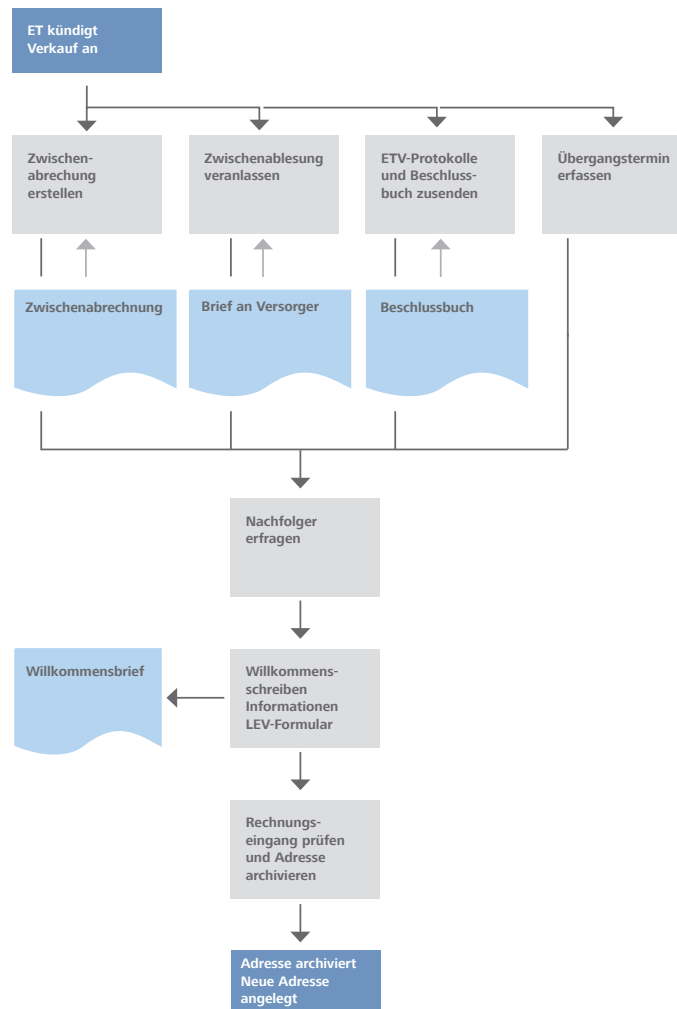 ET kündigt
Verkauf an
Zwischen-
abrechung
erstellen
Zwischenablesung
veranlassen
ETV-Protokolle
und Beschluss-
buch zusenden
Übergangstermin
erfassen
Zwischenabrechnung
Brief an Versorger
Beschlussbuch
Nachfolger
erfragen
Willkommensbrief
Willkommens-
schreiben
Informationen
LEV-Formular
Rechnungs-
eingang prüfen
und Adresse
archivieren
Adresse archiviert
Neue Adresse
angelegt